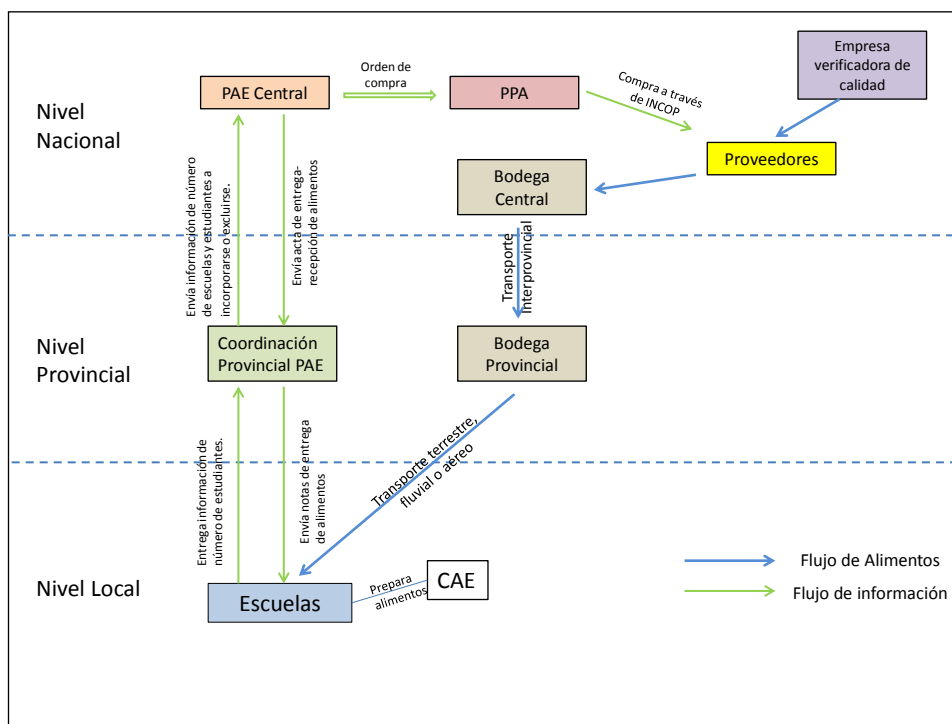 Empresa
verificadora de
calidad
Orden de
compra
Nivel
Nacional
PAE Central
PPA
Compra a través
de INCOP
Proveedores
Bodega
Central
Envía información de número
de escuelas y estudiantes a
incorporarse o excluirse.
Envía acta de entrega-
recepción de alimentos
Transporte
Interprovincial
Nivel
Provincial
Coordinación
Provincial PAE
Bodega
Provincial
Entrega información de
número de estudiantes.
Envía notas de entrega
de alimentos
Transporte terrestre,
fluvial o aéreo
Nivel Local
Escuelas
Prepara
alimentos
CAE
Flujo de Alimentos
Flujo de información